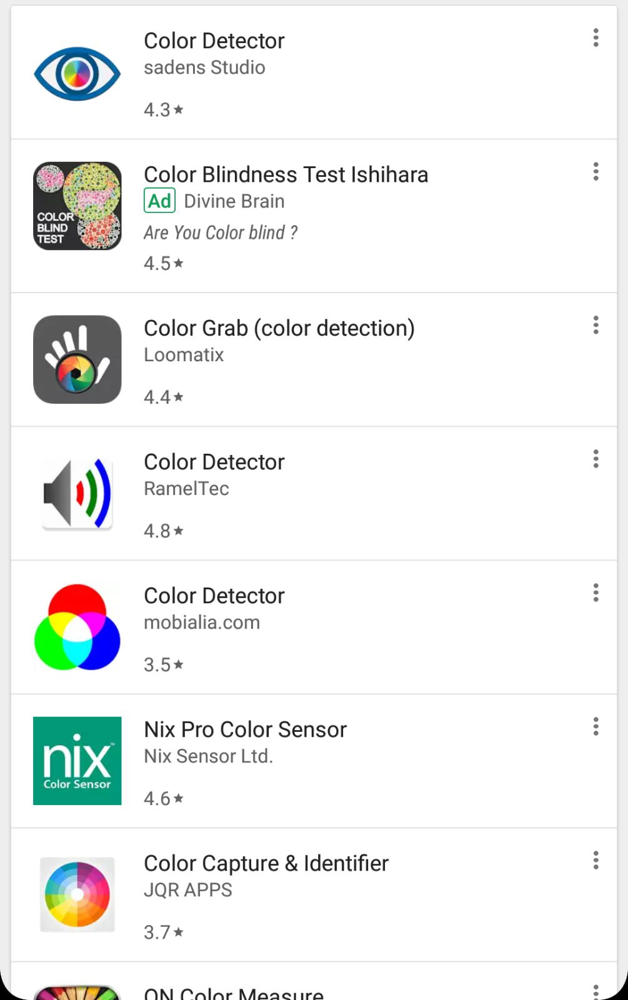 Color Detector
sadens Studio
4.3★
Color Blindness Test Ishihara
Ad Divine Brain
Are You Color blind ?
4.5★
COLOR
BLIND
TEST
Color Grab (color detection)
Loomatix
4.4★
Color Detector
RamelTec
4.8★
Color Detector
mobialia.com
3.5★
Nix Pro Color Sensor
Nix Sensor Ltd.
4.6★
nix™
Color Sensor
Color Capture & Identifier
JQR APPS
3.7★
ON Color Measure